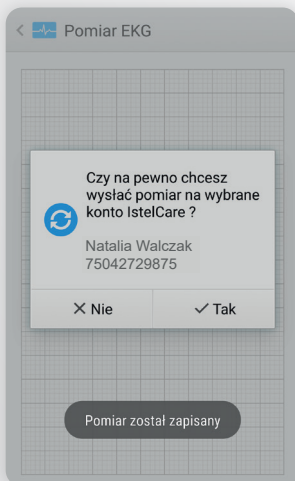 Pomiar EKG
Czy na pewno chcesz
wysłać pomiar na wybrane
konto IstelCare ?
Natalia Walczak
75042729875
Nie
Tak
Pomiar został zapisany